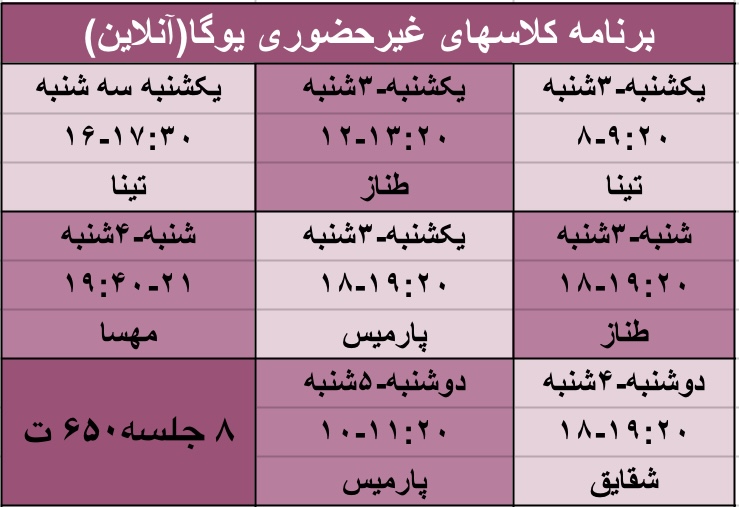 برنامه کلاسهای غیرحضوری یوگا(آنلاین)
یکشنبه-۳شنبه
۸-۹:۲۰
تینا
یکشنبه-۳شنبه
۱۲-۱۳:۲۰
طناز
یکشنبه سه شنبه
۱۶-۱۷:۳۰
تینا
شنبه-۳شنبه
۱۸-۱۹:۲۰
طناز
یکشنبه-۳شنبه
۱۸-۱۹:۲۰
پارمیس
شنبه-۴شنبه
۱۹:۴۰-۲۱
مهسا
دوشنبه-۴شنبه
۱۸-۱۹:۲۰
شقایق
دوشنبه-۵شنبه
۱۰-۱۱:۲۰
پارمیس
۸ جلسه۶۵۰ ت